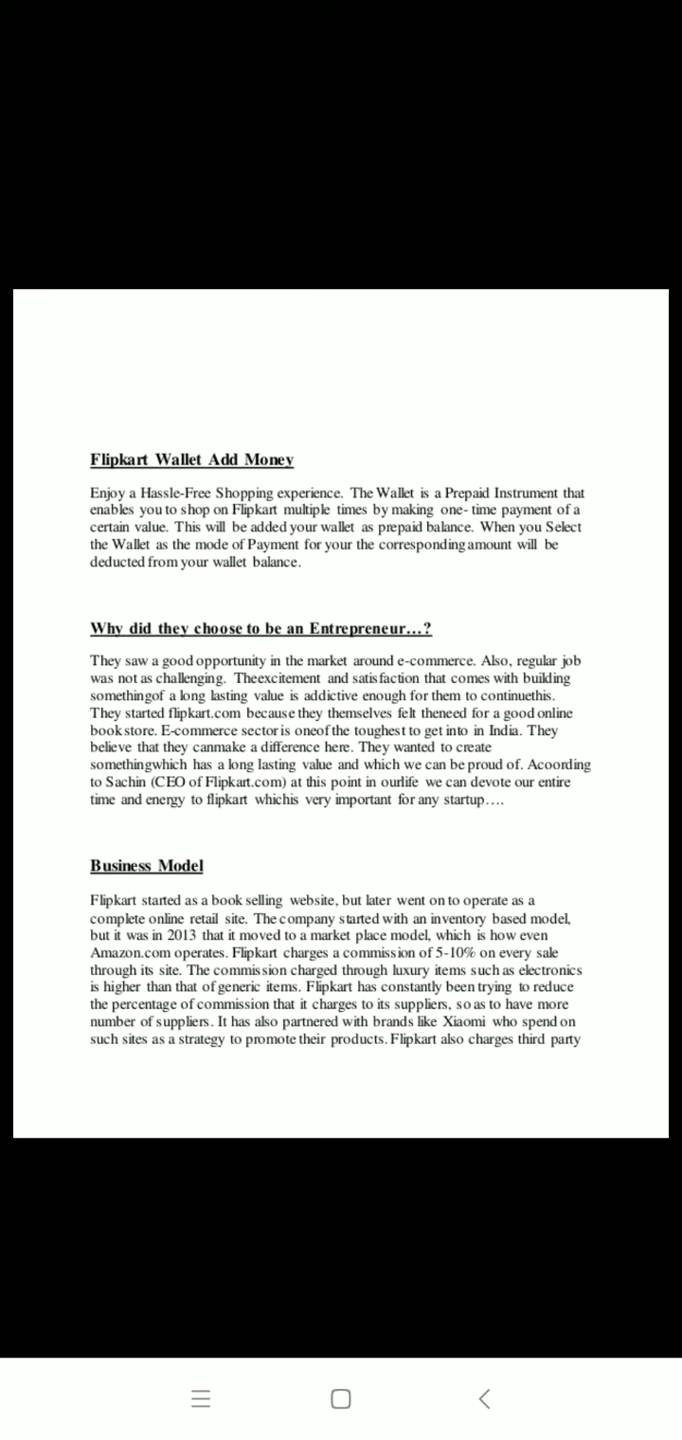 Flipkart Wallet Add Money
Enjoy a Hassle-Free Shopping experience. The Wallet is a Prepaid Instrument that
enables you to shop on Flipkart multiple times by making one- time payment of a
certain value. This will be added your wallet as prepaid balance. When you Select
the Wallet as the mode of Payment for your the corresponding amount will be
deducted from your wallet balance.
Why did they choose to be an Entrepreneur...?
They saw a good opportunity in the market around e-commerce. Also, regular job
was not as challenging. Theexcitement and satisfaction that comes with building
somethingof a long lasting value is addictive enough for them to continuethis.
They started flipkart.com because they themselves felt theneed for a good online
book store. E-commerce sector is oneof the toughest to get into in India. They
believe that they canmake a difference here. They wanted to create
somethingwhich has a long lasting value and which we can be proud of. Acoording
to Sachin (CEO of Flipkart.com) at this point in ourlife we can devote our entire
time and energy to flipkart whichis very important for any startup....
Business Model
Flipkart started as a book selling website, but later went on to operate as a
complete online retail site. The company started with an inventory based model,
but it was in 2013 that it moved to a market place model, which is how even
Amazon.com operates. Flipkart charges a commission of 5-10% on every sale
through its site. The commission charged through luxury items such as electronics
is higher than that of generic items. Flipkart has constantly been trying to reduce
the percentage of commission that it charges to its suppliers, so as to have more
number of suppliers. It has also partnered with brands like Xiaomi who spend on
such sites as a strategy to promote their products. Flipkart also charges third party